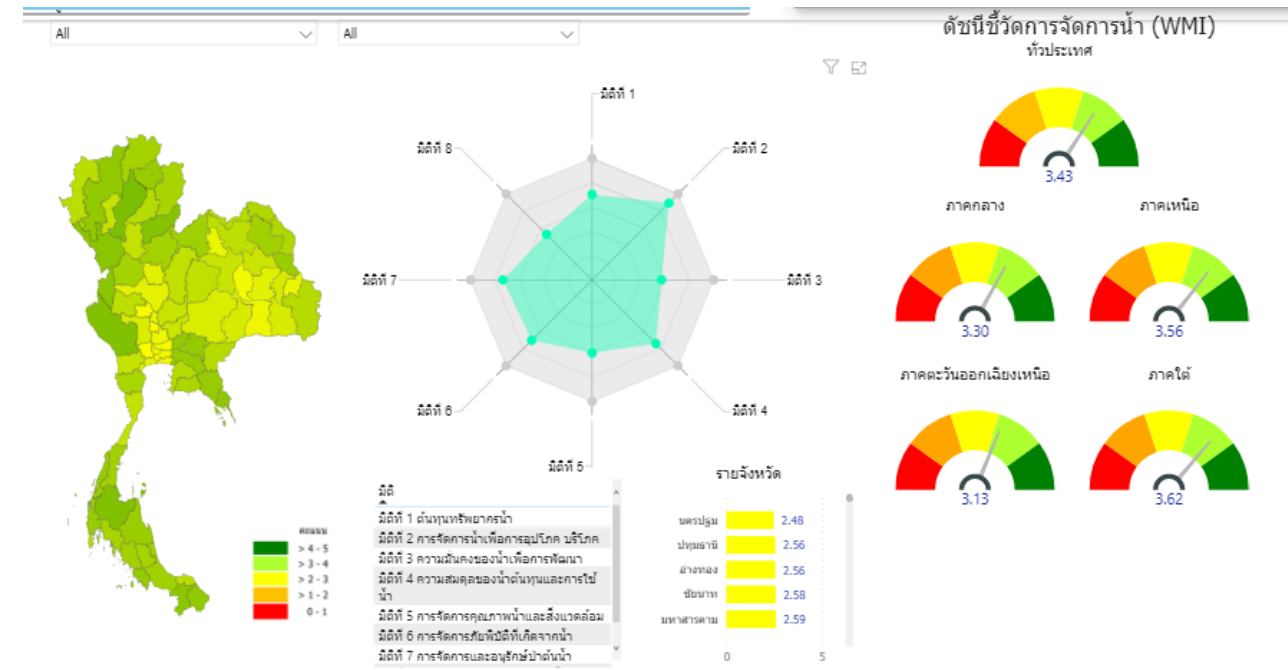 All
All
ดัชนีชี้วัดการจัดการน้ำ (WMI)
ทั่วประเทศ
3.43
ภาคกลาง
ภาคเหนือ
3.30
3.56
ภาคตะวันออกเฉียงเหนือ
ภาคใต้
3.13
3.62
มิติที่ 1
มิติที่ 2
มิติที่ 3
มิติที่ 4
มิติที่ 5
มิติที่ 6
มิติที่ 7
มิติที่ 8
คะแนน
> 4 - 5
> 3 - 4
> 2 - 3
> 1 - 2
0 - 1
มิติ
มิติที่ 1 ต้นทุนทรัพยากรน้ำ
มิติที่ 2 การจัดการน้ำเพื่อการอุปโภค บริโภค
มิติที่ 3 ความมั่นคงของน้ำเพื่อการพัฒนา
มิติที่ 4 ความสมดุลของน้ำต้นทุนและการใช้
น้ำ
มิติที่ 5 การจัดการคุณภาพน้ำและสิ่งแวดล้อม
มิติที่ 6 การจัดการภัยพิบัติที่เกิดจากน้ำ
มิติที่ 7 การจัดการและอนุรักษ์ป่าต้นน้ำ
รายจังหวัด
นครปฐม 2.48
ปทุมธานี 2.56
อ่างทอง 2.56
ชัยนาท 2.58
มหาสารคาม 2.59
0 5